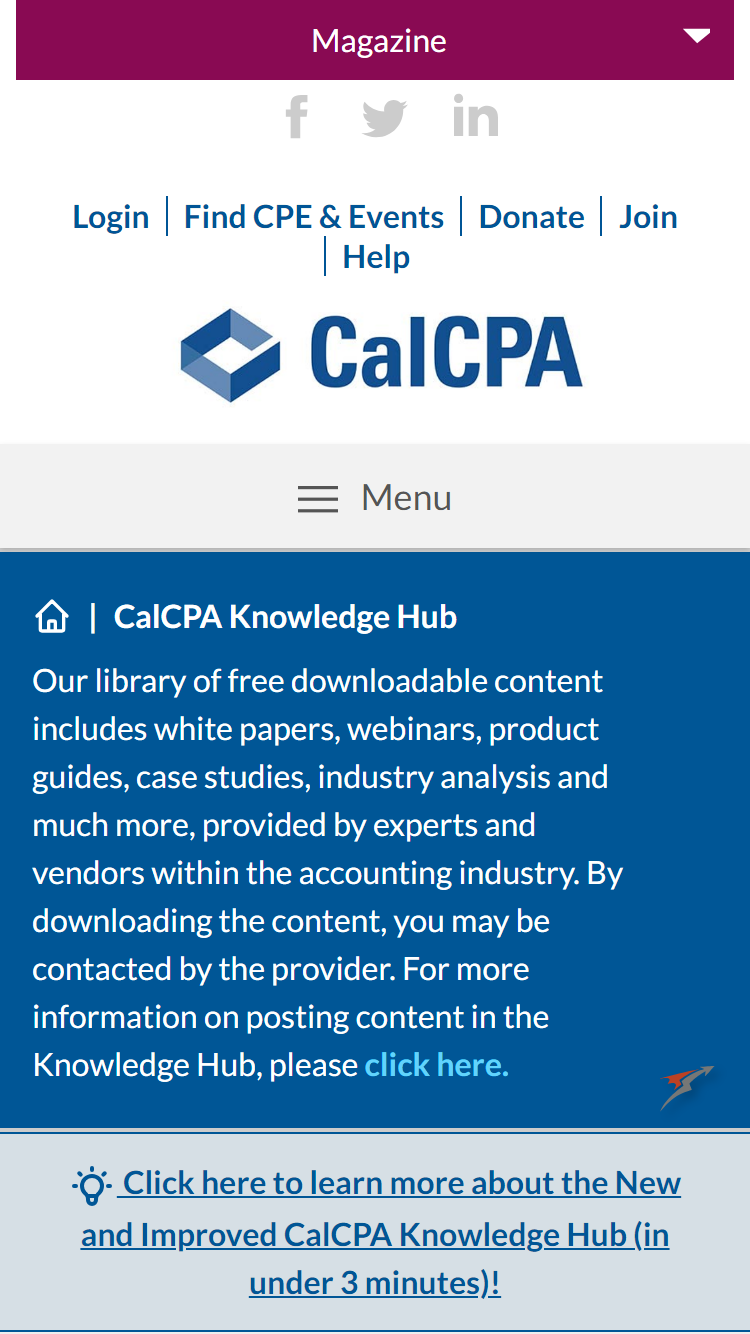 Magazine
Login | Find CPE & Events | Donate | Join
| Help
CalCPA
Menu
| CalCPA Knowledge Hub
Our library of free downloadable content
includes white papers, webinars, product
guides, case studies, industry analysis and
much more, provided by experts and
vendors within the accounting industry. By
downloading the content, you may be
contacted by the provider. For more
information on posting content in the
Knowledge Hub, please click here.
Click here to learn more about the New
and Improved CalCPA Knowledge Hub (in
under 3 minutes)!